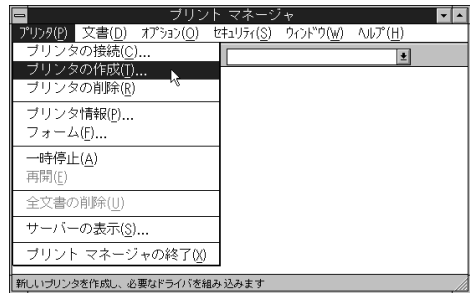 プリント マネージャ
プリンタ(P) 文書(D) オプション(O) セキュリティ(S) ウィンドウ(W) ヘルプ(H)
プリンタの接続(C)...
プリンタの作成(T)...
プリンタの削除(R)
プリンタ情報(P)...
フォーム(F)...
一時停止(A)
再開(E)
全文書の削除(U)
サーバーの表示(S)...
プリント マネージャの終了(X)
新しいプリンタを作成し、必要なドライバを組み込みます